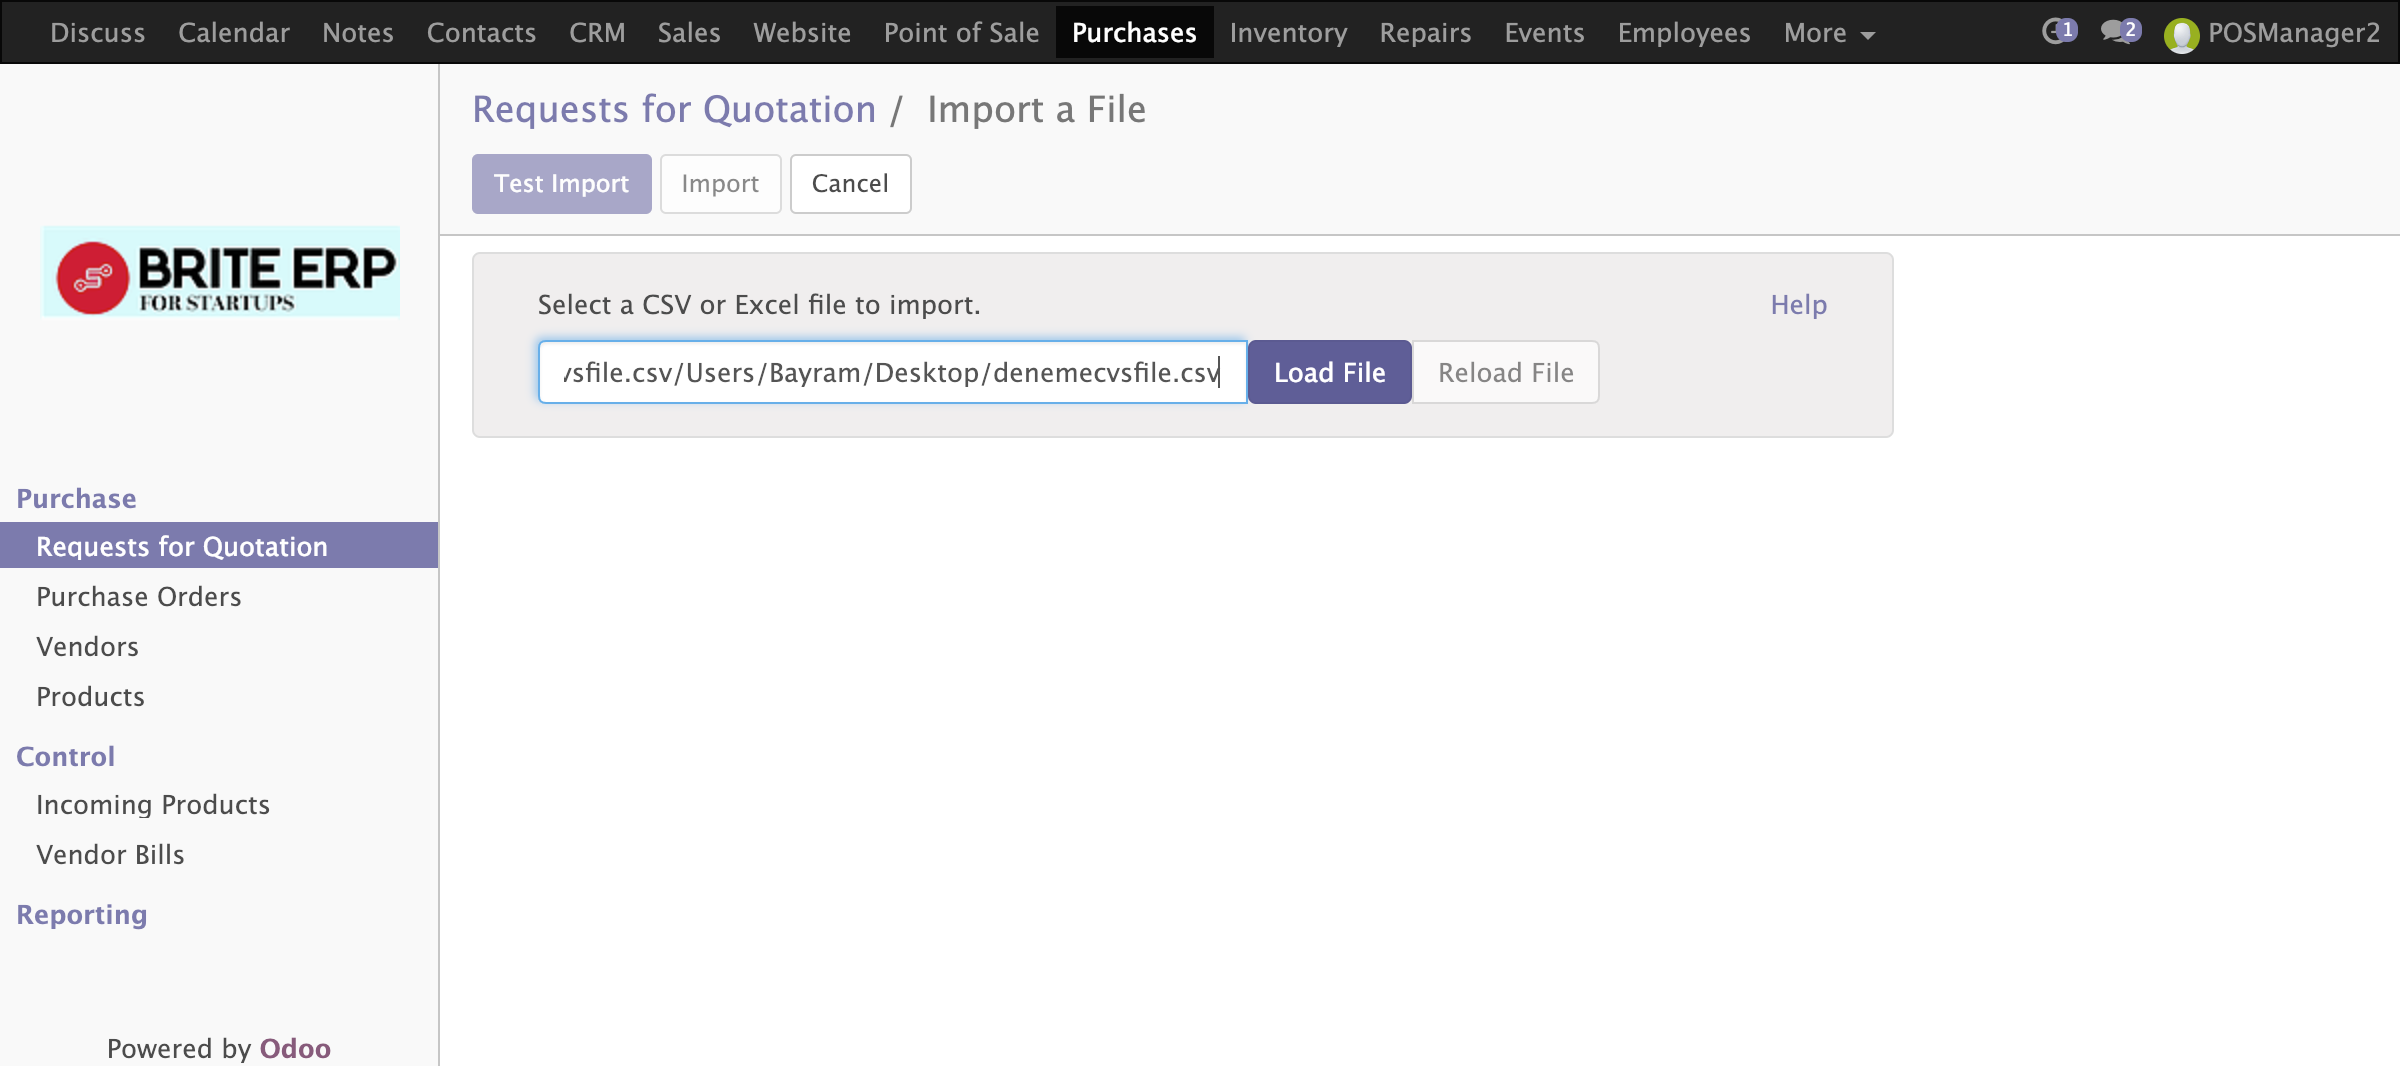 Discuss Calendar Notes Contacts CRM Sales Website Point of Sale Purchases Inventory Repairs Events Employees More 1 2 POSManager2
Requests for Quotation / Import a File
Test Import Import Cancel
BRITE ERP
FOR STARTUPS
Select a CSV or Excel file to import. Help
vsfile.csv/Users/Bayram/Desktop/denemecvsfile.csv Load File Reload File
Purchase
Requests for Quotation
Purchase Orders
Vendors
Products
Control
Incoming Products
Vendor Bills
Reporting
Powered by Odoo